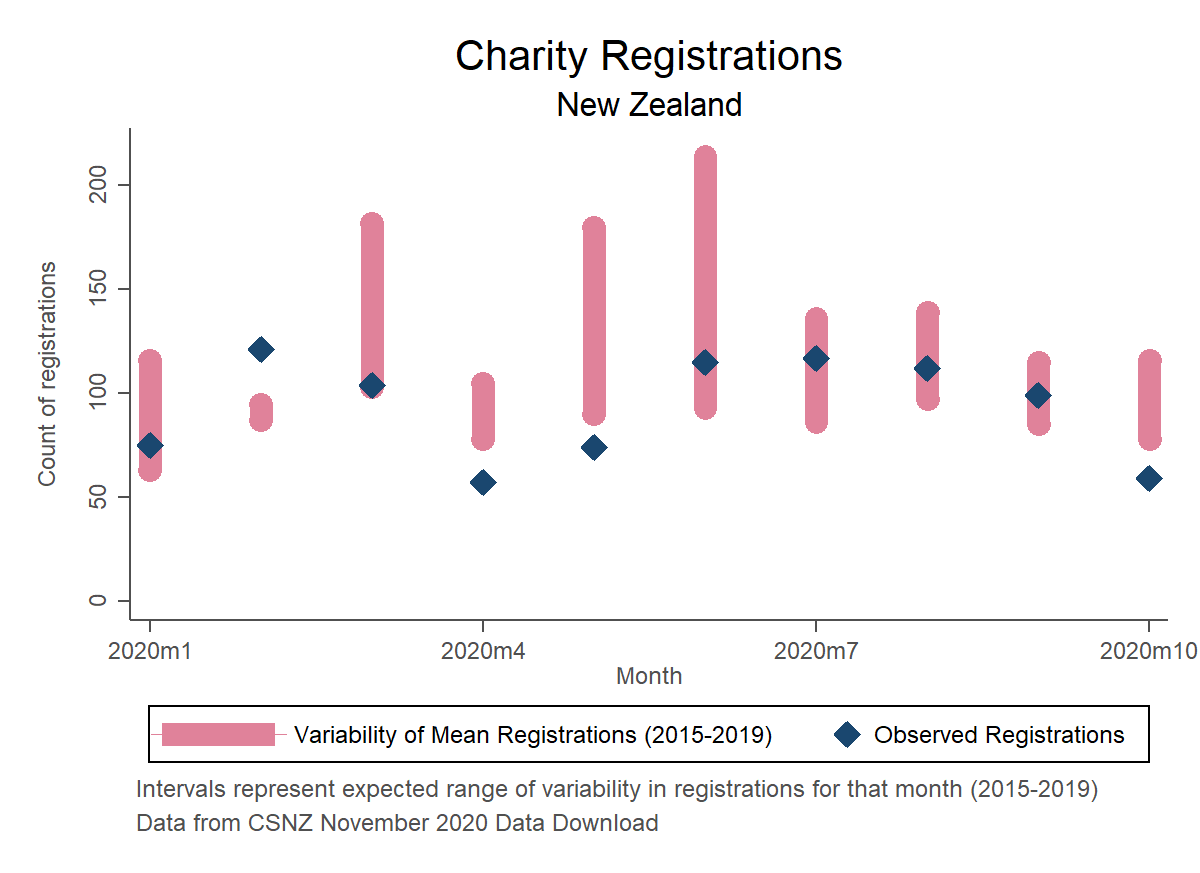 Charity Registrations
New Zealand
Count of registrations
200
150
100
50
0
2020m1 2020m4 2020m7 2020m10
Month
Variability of Mean Registrations (2015-2019) Observed Registrations
Intervals represent expected range of variability in registrations for that month (2015-2019)
Data from CSNZ November 2020 Data Download